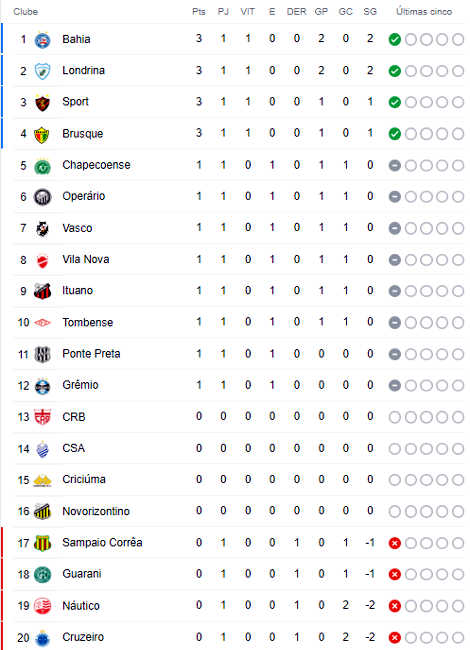 Clube Pts PJ VIT E DER GP GC SG Últimas cinco
1 Bahia 3 1 1 0 0 2 0 2
2 Londrina 3 1 1 0 0 2 0 2
3 Sport 3 1 1 0 0 1 0 1
4 Brusque 3 1 1 0 0 1 0 1
5 Chapecoense 1 1 0 1 0 1 1 0
6 Operário 1 1 0 1 0 1 1 0
7 Vasco 1 1 0 1 0 1 1 0
8 Vila Nova 1 1 0 1 0 1 1 0
9 Ituano 1 1 0 1 0 1 1 0
10 Tombense 1 1 0 1 0 1 1 0
11 Ponte Preta 1 1 0 1 0 0 0 0
12 Grêmio 1 1 0 1 0 0 0 0
13 CRB 0 0 0 0 0 0 0 0
14 CSA 0 0 0 0 0 0 0 0
15 Criciúma 0 0 0 0 0 0 0 0
16 Novorizontino 0 0 0 0 0 0 0 0
17 Sampaio Corrêa 0 1 0 0 1 0 1 -1
18 Guarani 0 1 0 0 1 0 1 -1
19 Náutico 0 1 0 0 1 0 2 -2
20 Cruzeiro 0 1 0 0 1 0 2 -2